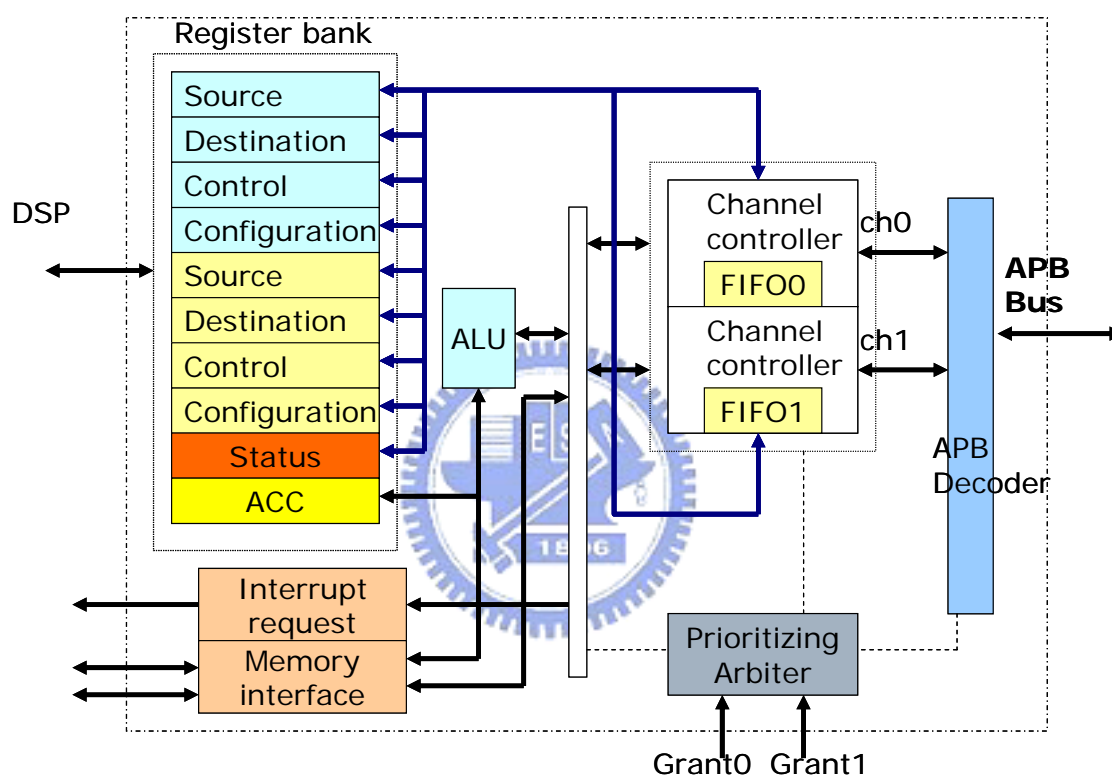 Register bank
Source
Destination
Control
Configuration
Source
Destination
Control
Configuration
Status
ACC
DSP
ALU
Channel
controller
FIFO0
Channel
controller
FIFO1
ch0
ch1
APB
Bus
APB
Decoder
Interrupt
request
Memory
interface
Prioritizing
Arbiter
Grant0
Grant1
E S
1896